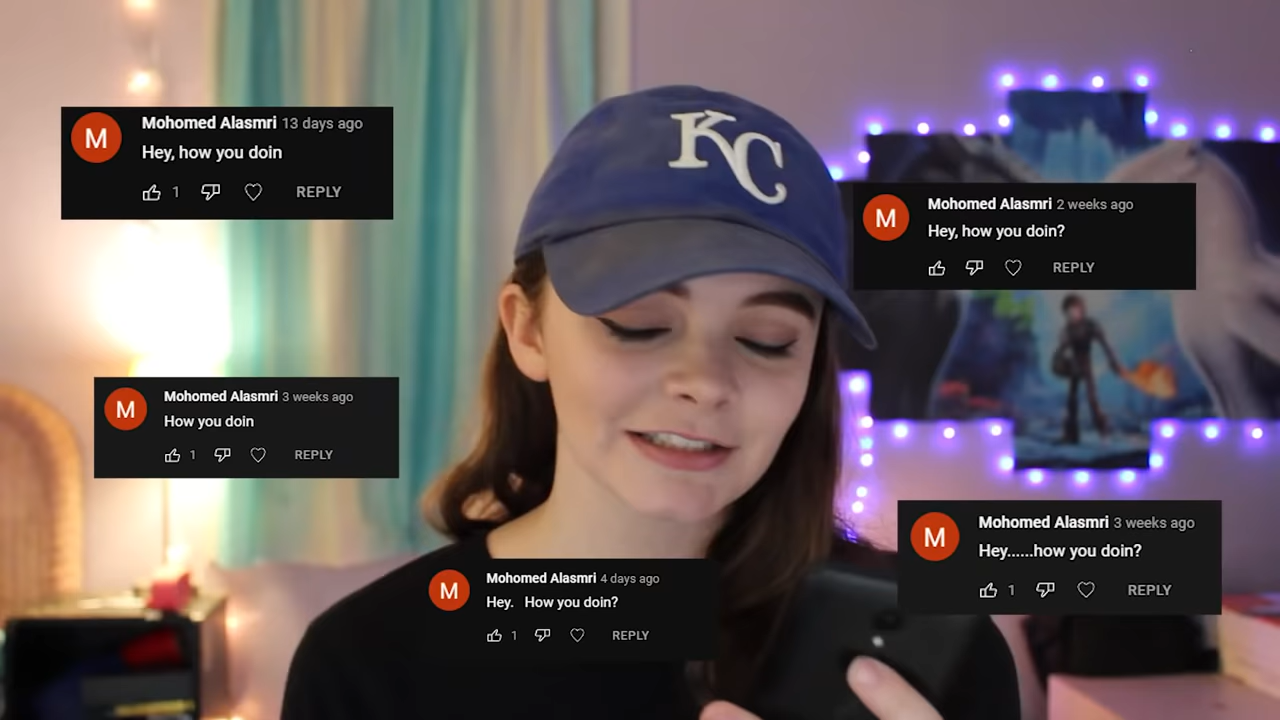 KC
M
Mohomed Alasmri 13 days ago
Hey, how you doin
1
REPLY
M
Mohomed Alasmri 2 weeks ago
Hey, how you doin?
REPLY
M
Mohomed Alasmri 3 weeks ago
How you doin
1
REPLY
M
Mohomed Alasmri 3 weeks ago
Hey......how you doin?
1
REPLY
M
Mohomed Alasmri 4 days ago
Hey.   How you doin?
1
REPLY